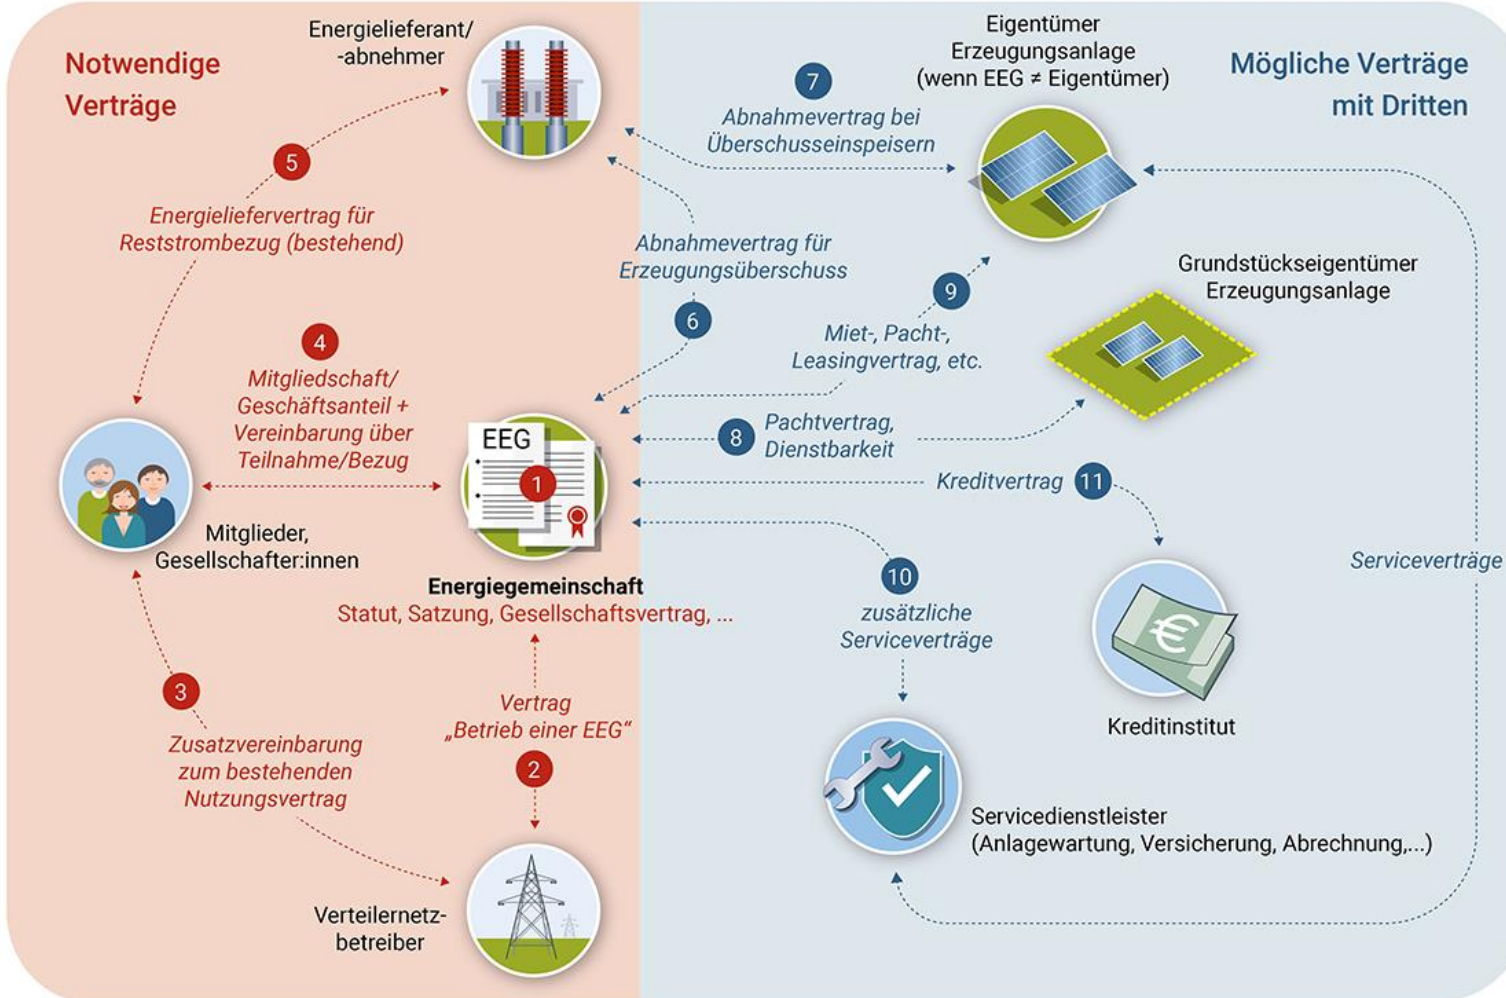 Notwendige
Verträge
Energielieferant/
-abnehmer
Eigentümer
Erzeugungsanlage
(wenn EEG ≠ Eigentümer)
Mögliche Verträge
mit Dritten
7
Abnahmevertrag bei
Überschusseinspeisern
5
Energieliefervertrag für
Reststrombezug (bestehend)
Abnahmevertrag für
Erzeugungsüberschuss
6
9
Miet-, Pacht-,
Leasingvertrag, etc.
Grundstückseigentümer
Erzeugungsanlage
4
Mitgliedschaft/
Geschäftsanteil +
Vereinbarung über
Teilnahme/Bezug
EEG
1
8
Pachtvertrag,
Dienstbarkeit
Kreditvertrag
11
Mitglieder,
Gesellschafter:innen
Energiegemeinschaft
Statut, Satzung, Gesellschaftsvertrag, ...
10
zusätzliche
Serviceverträge
Serviceverträge
€
Kreditinstitut
3
Zusatzvereinbarung
zum bestehenden
Nutzungsvertrag
Vertrag
„Betrieb einer EEG“
2
Servicedienstleister
(Anlagewartung, Versicherung, Abrechnung,...)
Verteilernetz-
betreiber